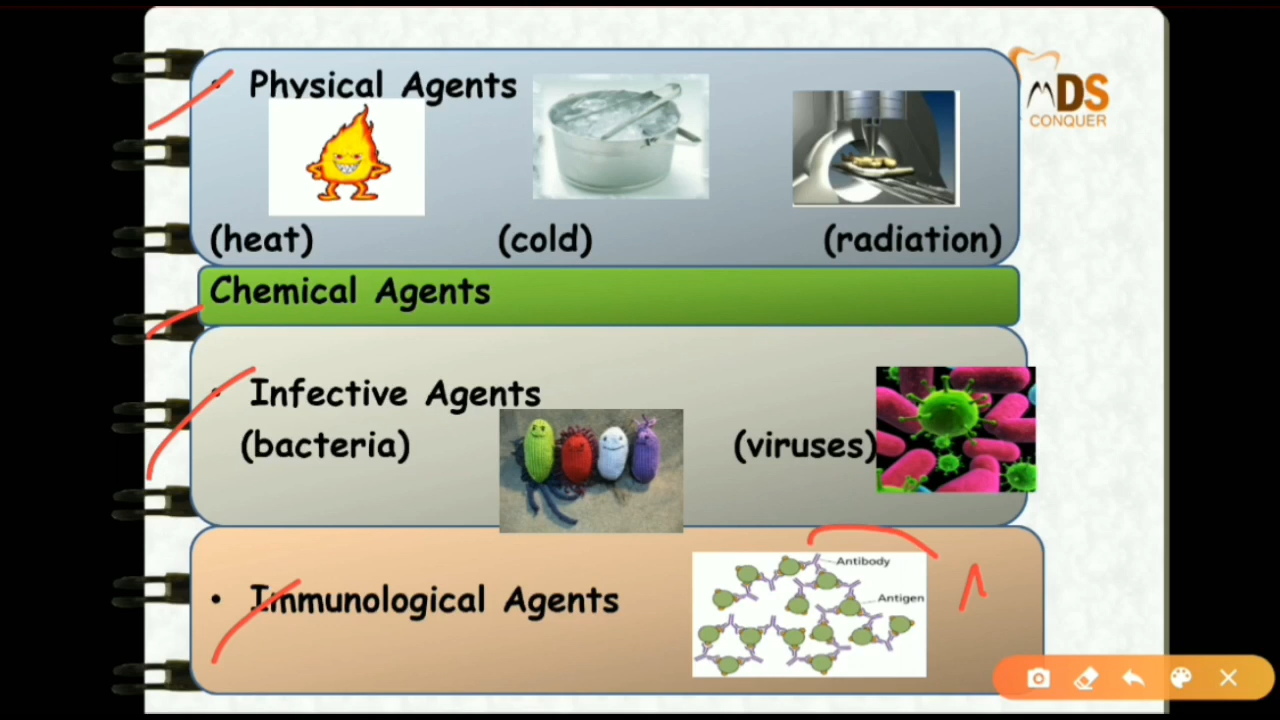 • Physical Agents
(heat) (cold) (radiation)
mDS
CONQUER
Chemical Agents
• Infective Agents
(bacteria) (viruses)
• Immunological Agents
Antibody
Antigen